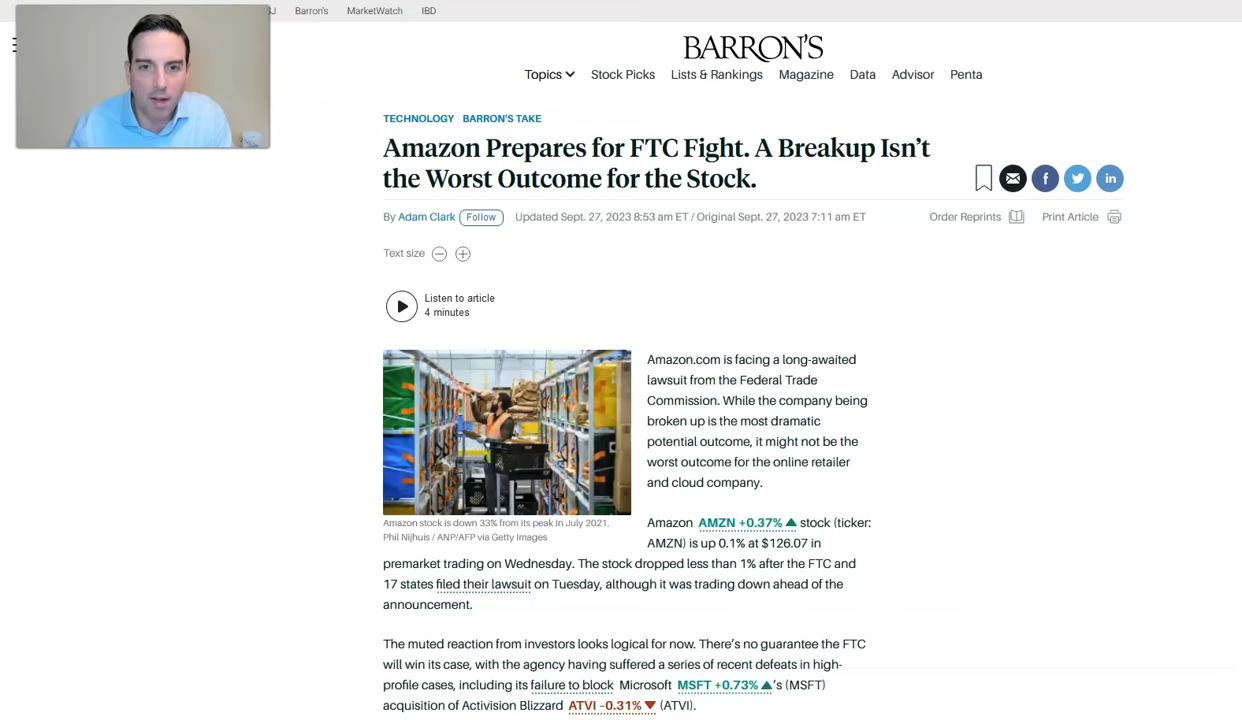 Barron's MarketWatch IBD
BARRON'S
Topics Stock Picks Lists & Rankings Magazine Data Advisor Penta
TECHNOLOGY | BARRON'S TAKE
Amazon Prepares for FTC Fight. A Breakup Isn't
the Worst Outcome for the Stock.
By Adam Clark Follow Updated Sept. 27, 2023 8:53 am ET / Original Sept. 27, 2023 7:11 am ET
Order Reprints Print Article
Text size
Listen to article
4 minutes
Amazon stock is down 33% from its peak in July 2021.
Phil Nijhuis / ANP/AFP via Getty Images
Amazon.com is facing a long-awaited
lawsuit from the Federal Trade
Commission. While the company being
broken up is the most dramatic
potential outcome, it might not be the
worst outcome for the online retailer
and cloud company.
Amazon AMZN +0.37% ▲ stock (ticker:
AMZN) is up 0.1% at $126.07 in
premarket trading on Wednesday. The stock dropped less than 1% after the FTC and
17 states filed their lawsuit on Tuesday, although it was trading down ahead of the
announcement.
The muted reaction from investors looks logical for now. There's no guarantee the FTC
will win its case, with the agency having suffered a series of recent defeats in high-
profile cases, including its failure to block Microsoft MSFT +0.73% ▲'s (MSFT)
acquisition of Activision Blizzard ATVI –0.31% ▼ (ATVI).